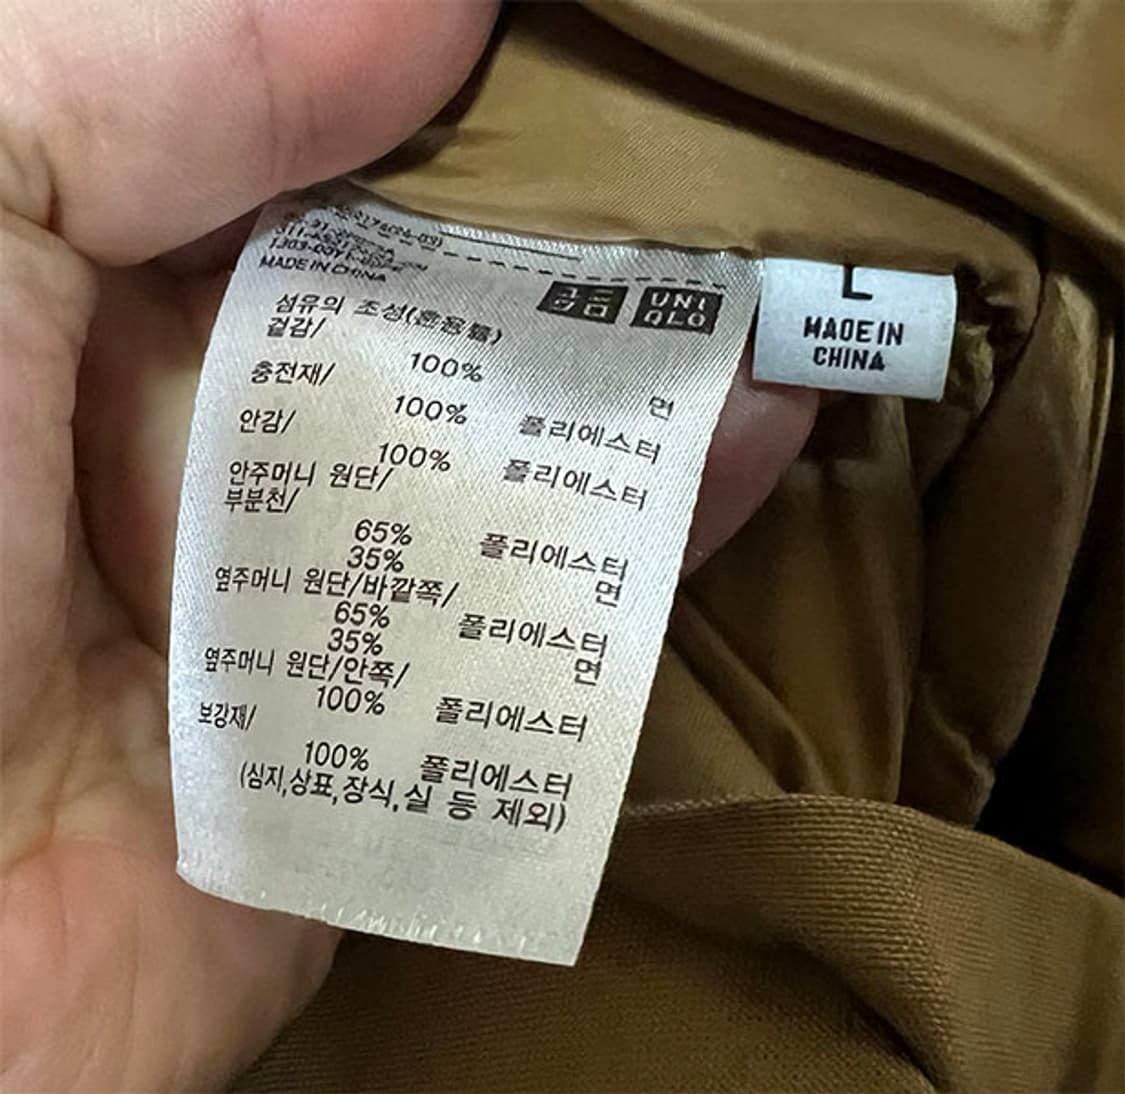 MADE IN CHINA
UNI
QLO
섬유의 조성(혼용률)
겉감/
100% 면
충전재/
100% 폴리에스터
안감/
100% 폴리에스터
안주머니 원단/
부분천/
65% 폴리에스터
35% 면
옆주머니 원단/바깥쪽/
65% 폴리에스터
35% 면
옆주머니 원단/안쪽/
100% 폴리에스터
보강재/
100% 폴리에스터
(심지,상표,장식,실 등 제외)
L
MADE IN
CHINA